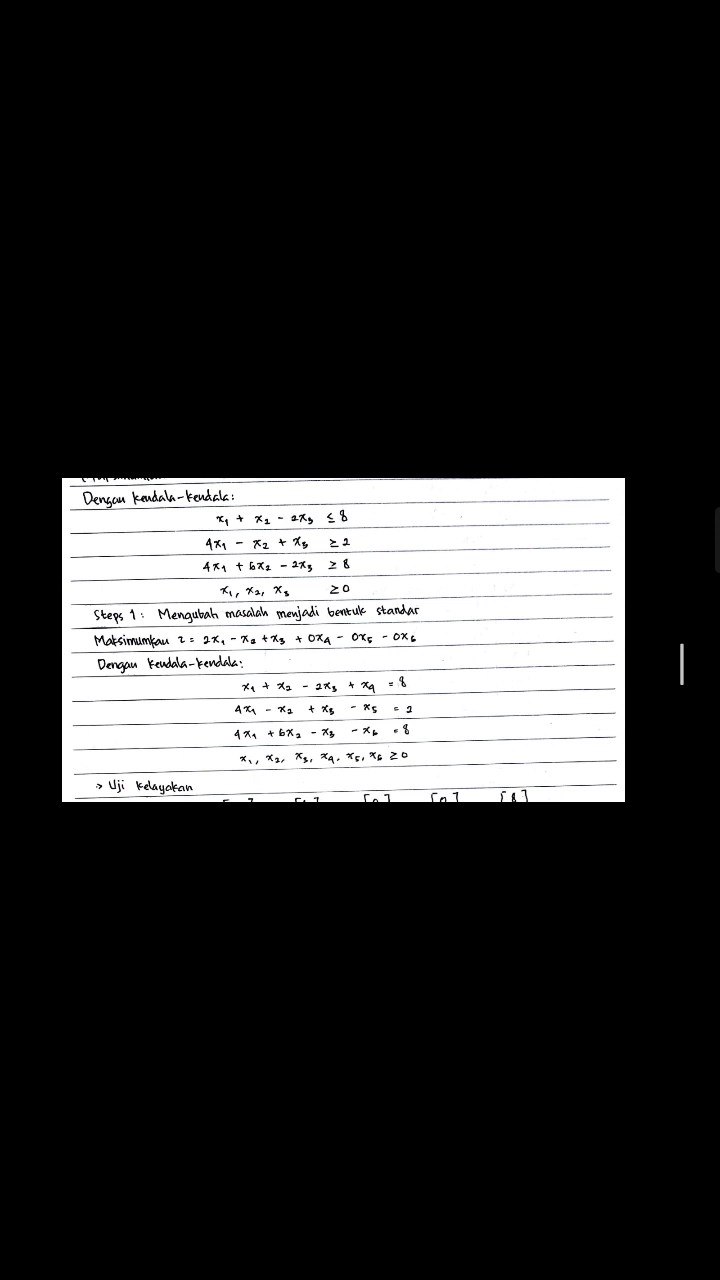 Dengan kendala-kendala:
x₁ + x₂ - 2x₃ ≤ 8
4x₁ - x₂ + x₃ ≥ 2
4x₁ + 6x₂ - 2x₃ ≥ 8
x₁, x₂, x₃ ≥ 0
Steps 1: Mengubah masalah menjadi bentuk standar
Maksimumkan z = 2x₁ - x₂ + x₃ + 0x₄ - 0x₅ - 0x₆
Dengan kendala-kendala:
x₁ + x₂ - 2x₃ + x₄ = 8
4x₁ - x₂ + x₃ - x₅ = 2
4x₁ + 6x₂ - x₃ - x₆ = 8
x₁, x₂, x₃, x₄, x₅, x₆ ≥ 0
> Uji kelayakan